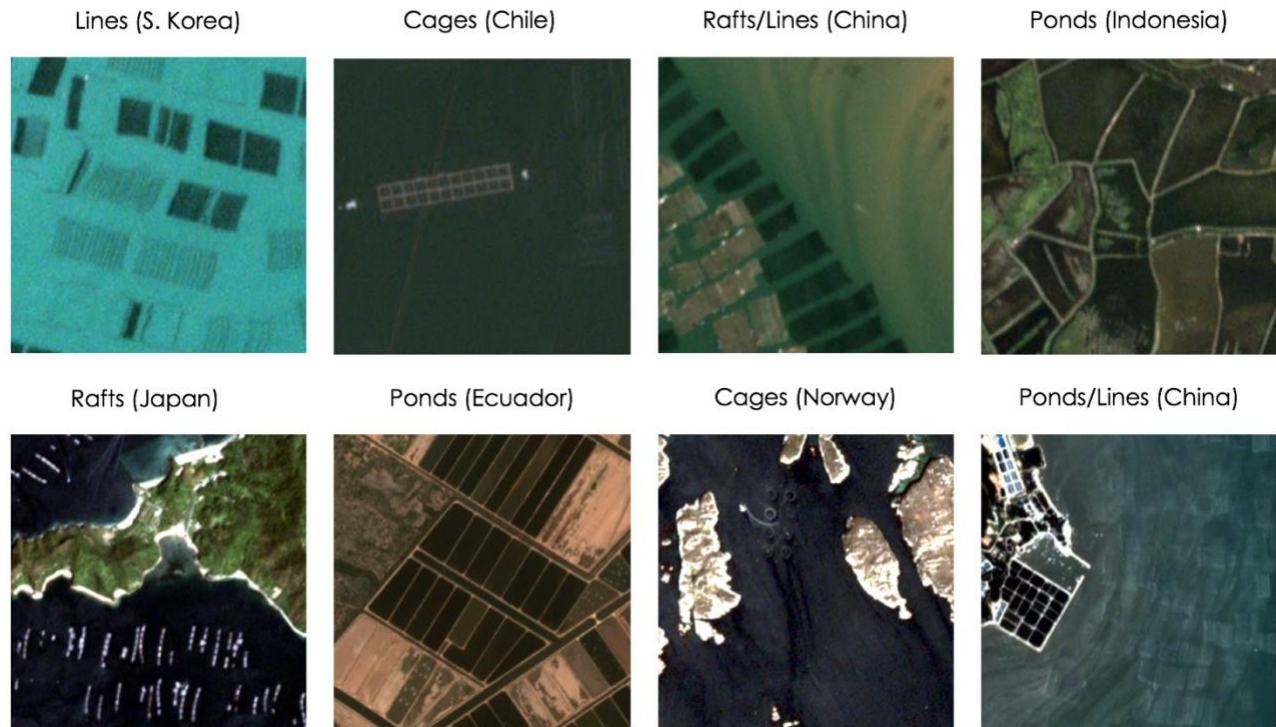 Lines (S. Korea)
Cages (Chile)
Rafts/Lines (China)
Ponds (Indonesia)
Rafts (Japan)
Ponds (Ecuador)
Cages (Norway)
Ponds/Lines (China)